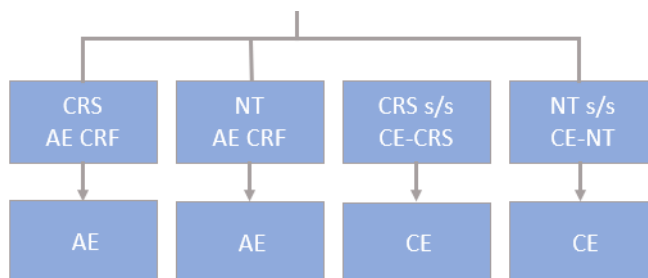 CRS
AE CRF
NT
AE CRF
CRS s/s
CE-CRS
NT s/s
CE-NT
AE
AE
CE
CE